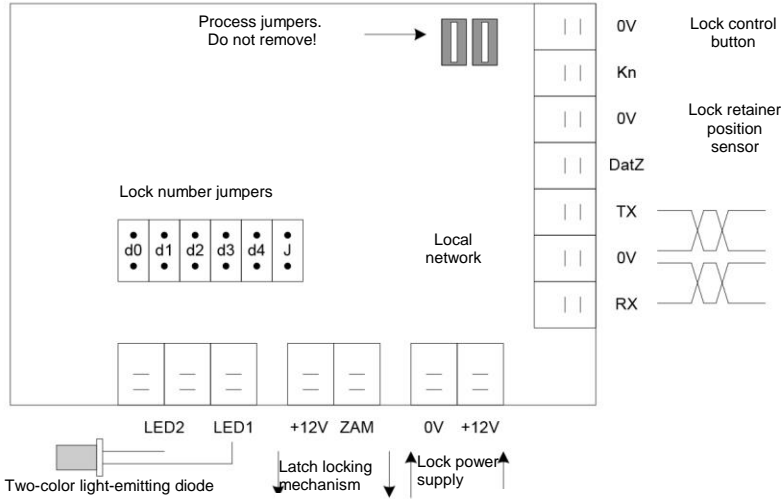 Process jumpers.
Do not remove!
0V
Lock control
button
Kn
0V
Lock retainer
position
sensor
DatZ
Lock number jumpers
TX
d0 d1 d2 d3 d4 J
Local
network
0V
RX
LED2 LED1 +12V ZAM 0V +12V
Two-color light-emitting diode
Latch locking
mechanism
Lock power
supply